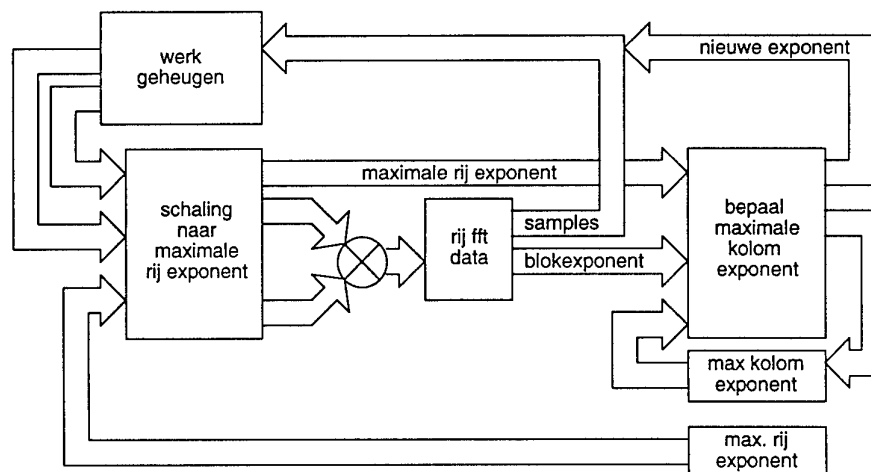 werk
geheugen
nieuwe exponent
maximale rij exponent
schaling
naar
maximale
rij exponent
rij fft
data
samples
blokexponent
bepaal
maximale
kolom
exponent
max kolom
exponent
max. rij
exponent